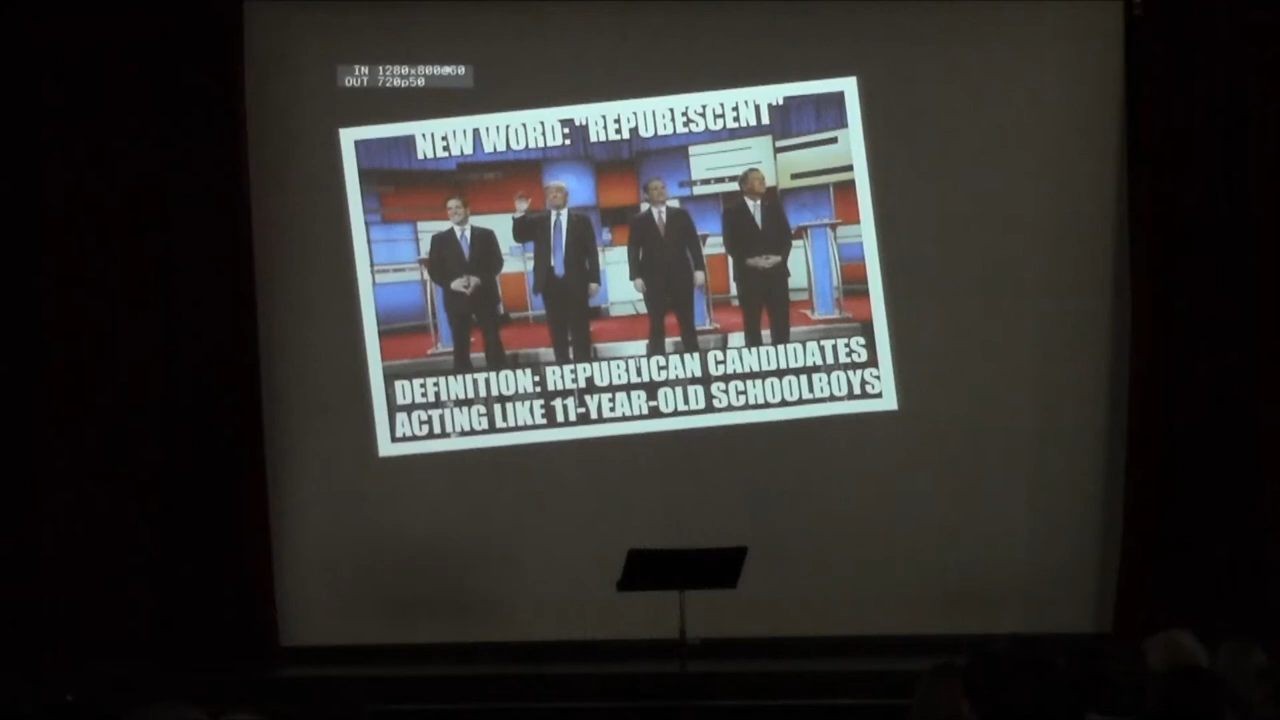 IN 1280x800@60
OUT 720p50
NEW WORD: "REPUBESCENT"
DEFINITION: REPUBLICAN CANDIDATES
ACTING LIKE 11-YEAR-OLD SCHOOLBOYS